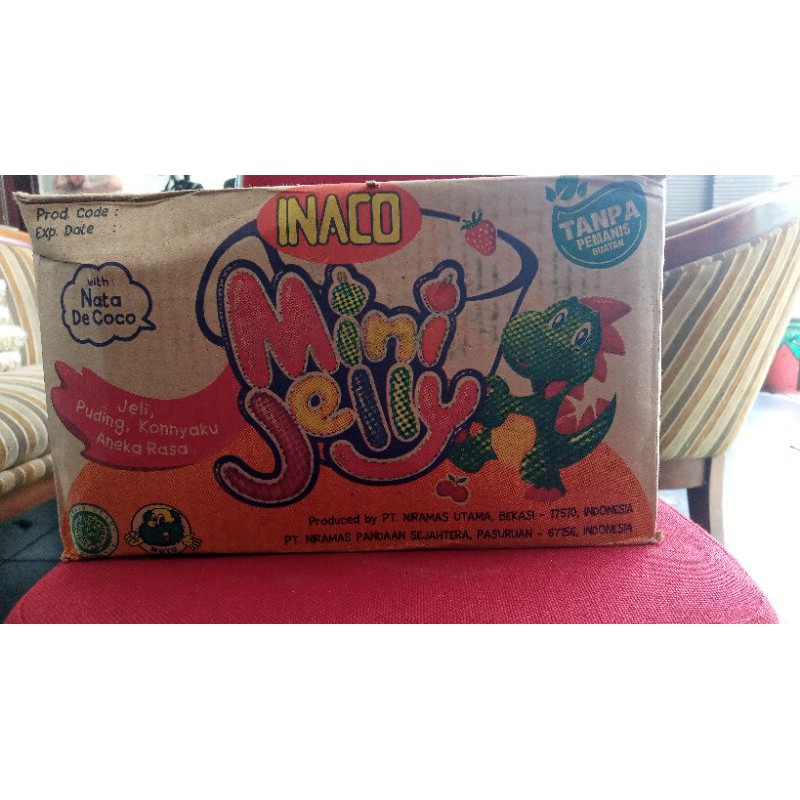 Prod. Code :
Exp. Date :
INACO
TANPA
PEMANIS
BUATAN
with
Nata
De Coco
Mini
Jelly
Jeli,
Puding, Konnyaku
Aneka Rasa
MUTU
Produced by PT. NIRAMAS UTAMA, BEKASI - 17570, INDONESIA
PT. NIRAMAS PANDAAN SEJAHTERA, PASURUAN - 67156, INDONESIA